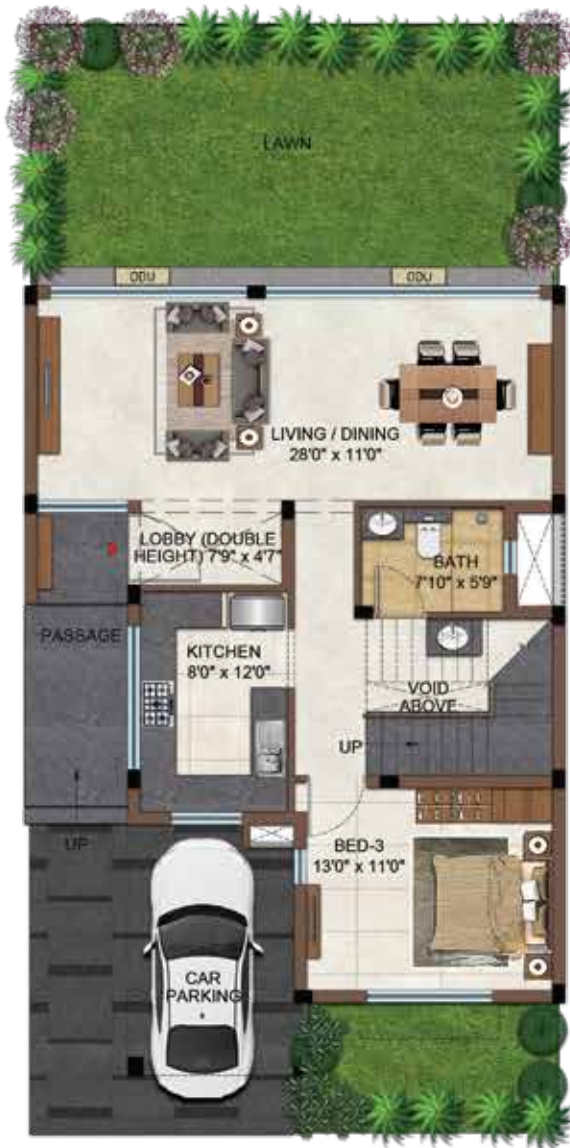 LAWN
ODU
ODU
LIVING / DINING
28'0" x 11'0"
LOBBY (DOUBLE
HEIGHT) 7'9" x 4'7"
BATH
7'10" x 5'9"
PASSAGE
KITCHEN
8'0" x 12'0"
VOID
ABOVE
UP
UP
BED-3
13'0" x 11'0"
CAR
PARKING